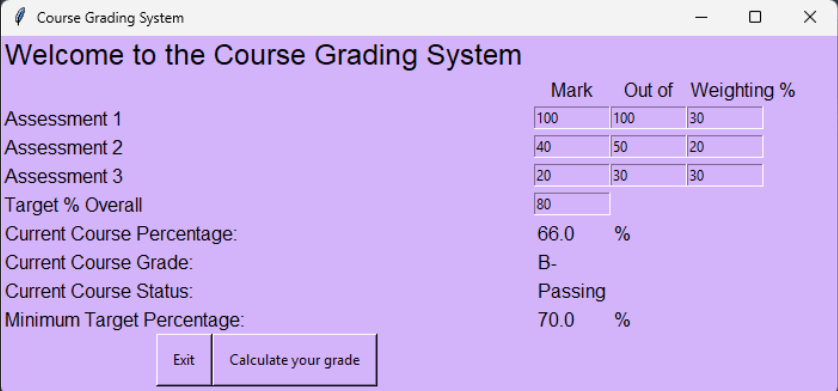 Course Grading System
Welcome to the Course Grading System
Mark Out of Weighting %
Assessment 1 100 100 30
Assessment 2 40 50 20
Assessment 3 20 30 30
Target % Overall 80
Current Course Percentage: 66.0 %
Current Course Grade: B-
Current Course Status: Passing
Minimum Target Percentage: 70.0 %
Exit Calculate your grade